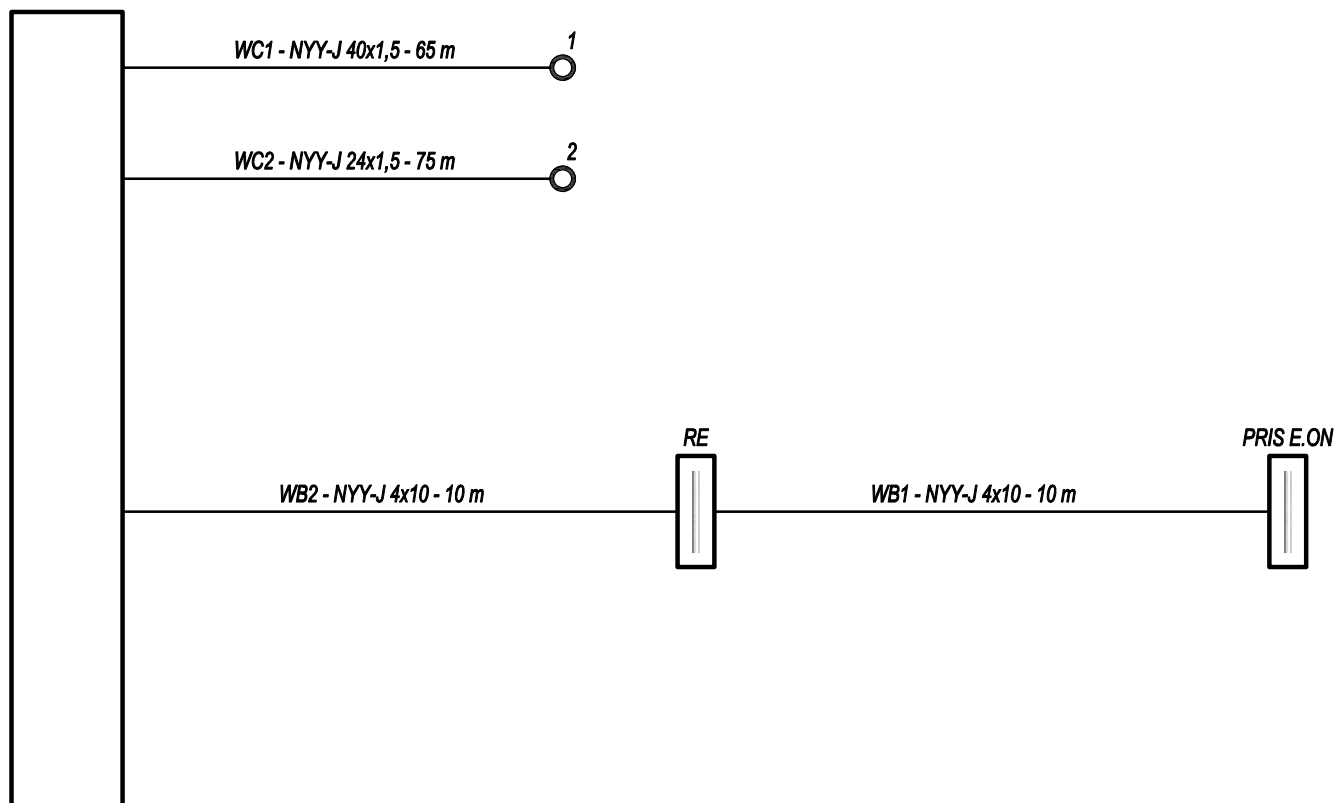 1
WC1 - NYY-J 40x1,5 - 65 m
2
WC2 - NYY-J 24x1,5 - 75 m
RE
PRIS E.ON
WB2 - NYY-J 4x10 - 10 m
WB1 - NYY-J 4x10 - 10 m